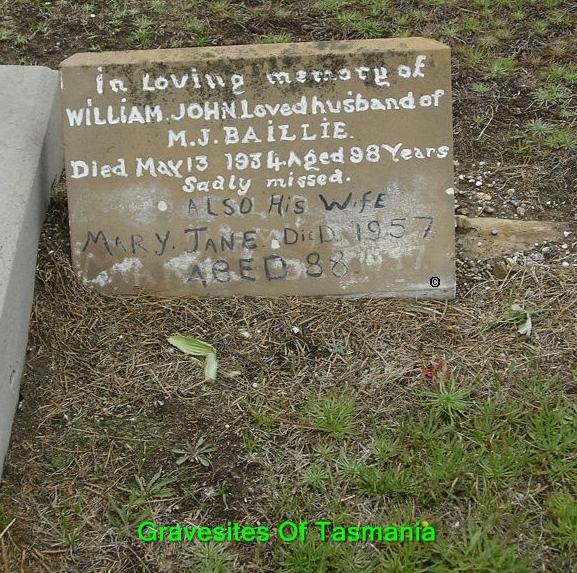 in Loving memory of
WiLLIAM. JOHN. Loved husband of
M.J. BAiLLiE.
Died MAy 13 1934. Aged 98 Years
Sadly missed.
ALSO His WiFE
MARY. JANE. DiED. 1957
AGED 88.
©
Gravesites Of Tasmania